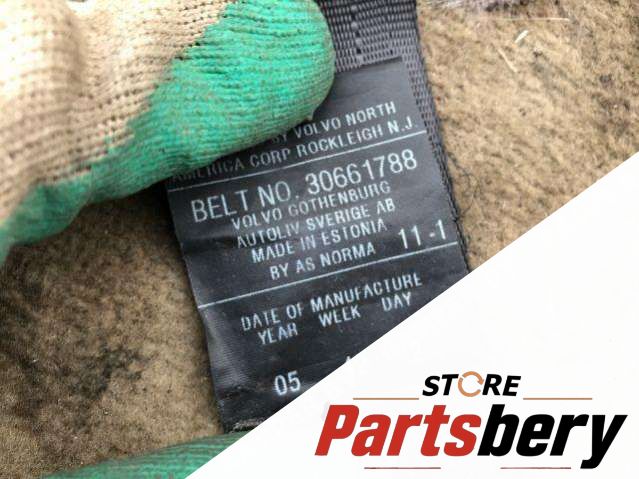 BY VOLVO NORTH
AMERICA CORP ROCKLEIGH N.J.
BELT NO. 30661788
VOLVO GOTHENBURG
AUTOLIV SVERIGE AB
MADE IN ESTONIA
BY AS NORMA 11-1
DATE OF MANUFACTURE
YEAR WEEK DAY
05
STORE
Partsbery